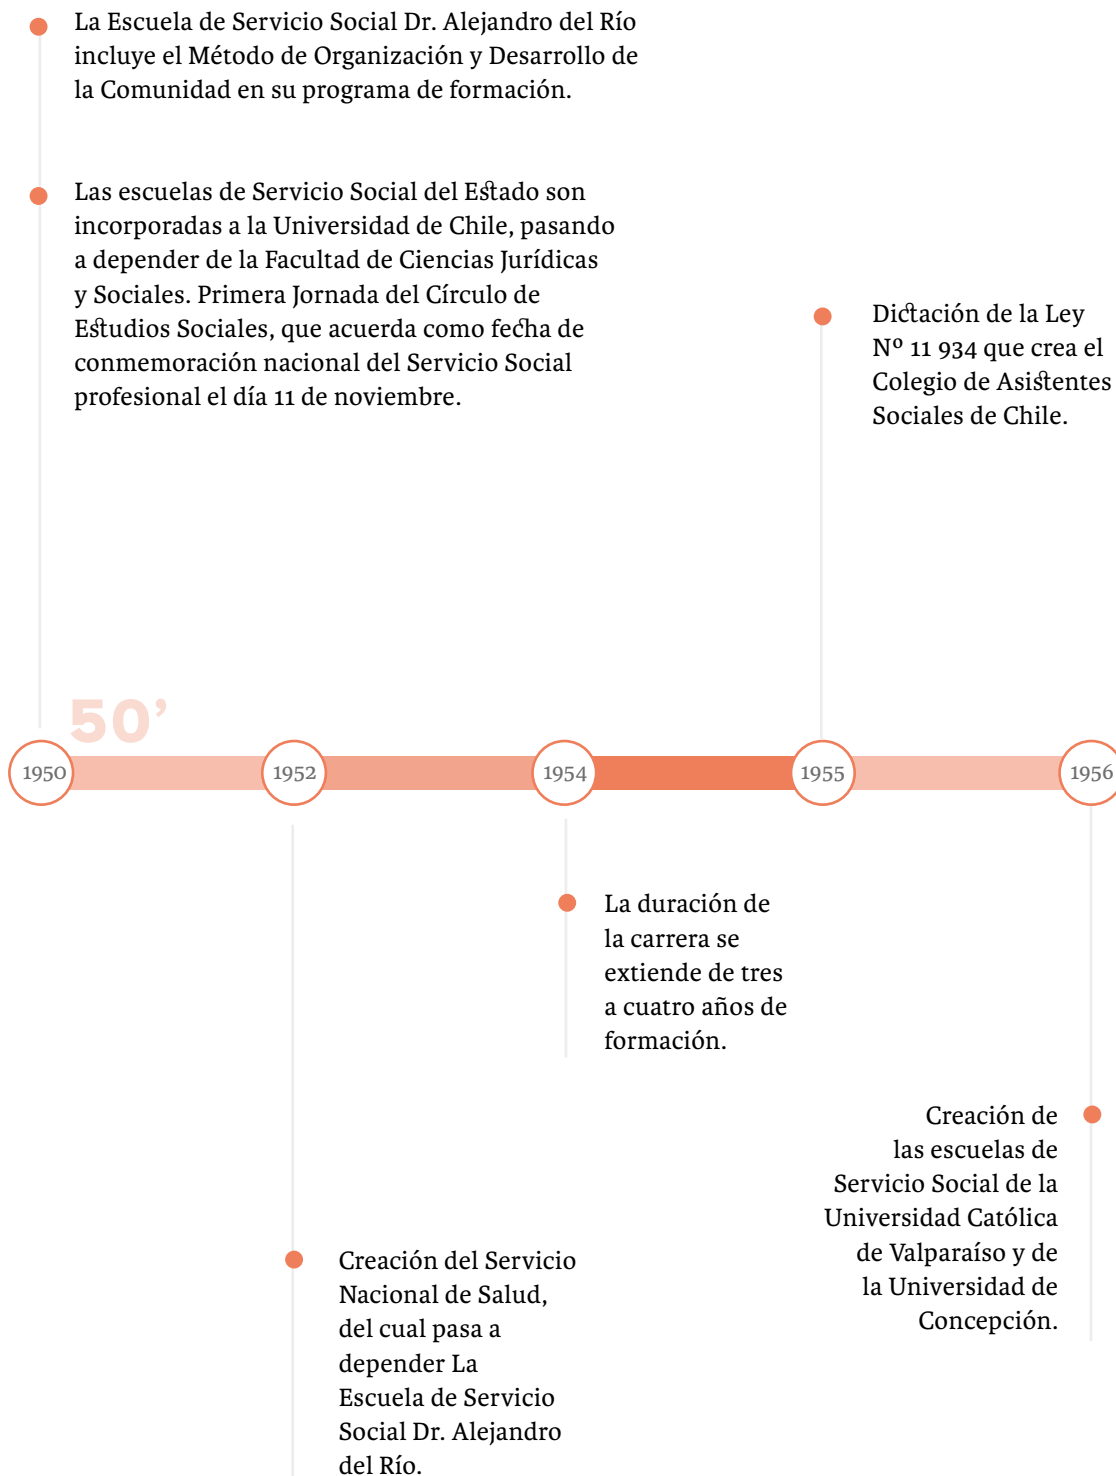 La Escuela de Servicio Social Dr. Alejandro del Río
incluye el Método de Organización y Desarrollo de
la Comunidad en su programa de formación.
Las escuelas de Servicio Social del Estado son
incorporadas a la Universidad de Chile, pasando
a depender de la Facultad de Ciencias Jurídicas
y Sociales. Primera Jornada del Círculo de
Estudios Sociales, que acuerda como fecha de
conmemoración nacional del Servicio Social
profesional el día 11 de noviembre.
Dictación de la Ley
Nº 11 934 que crea el
Colegio de Asistentes
Sociales de Chile.
50’
1950
1952
1954
1955
1956
La duración de
la carrera se
extiende de tres
a cuatro años de
formación.
Creación de
las escuelas de
Servicio Social de la
Universidad Católica
de Valparaíso y de
la Universidad de
Concepción.
Creación del Servicio
Nacional de Salud,
del cual pasa a
depender La
Escuela de Servicio
Social Dr. Alejandro
del Río.